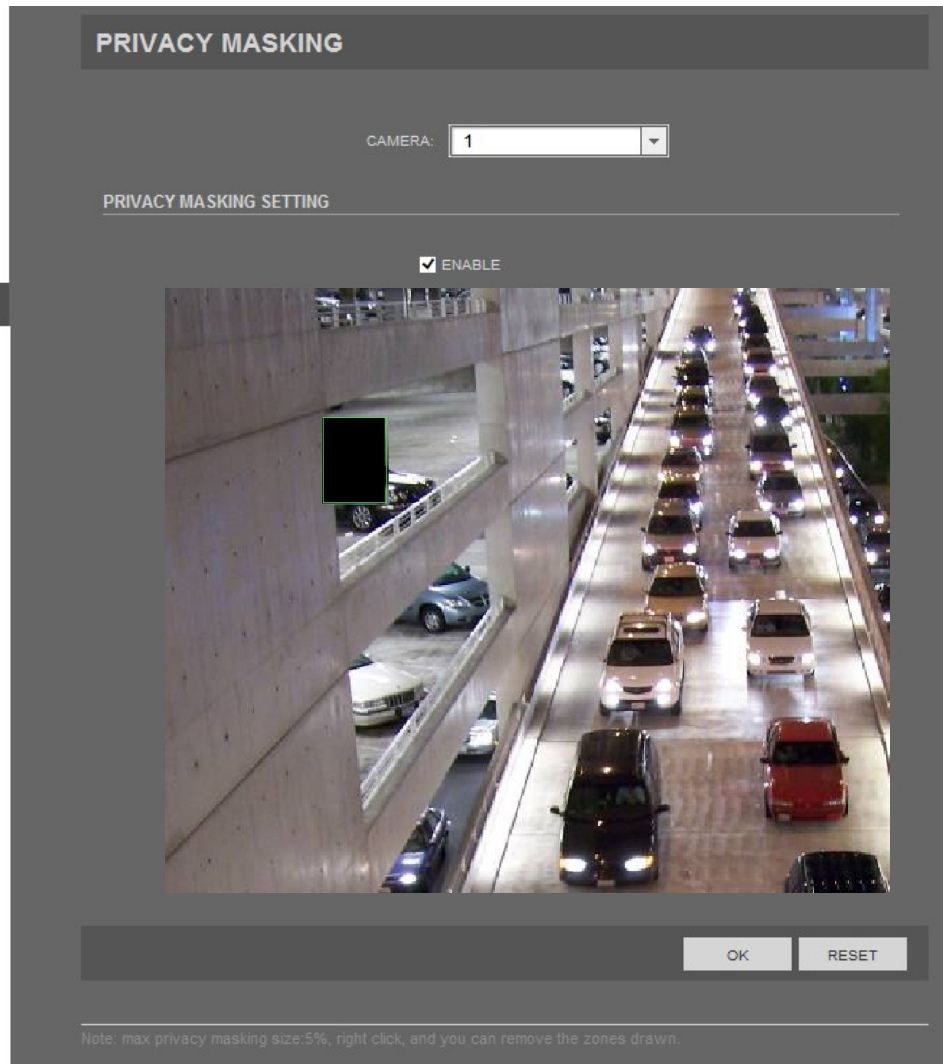 PRIVACY MASKING
CAMERA: 1
PRIVACY MASKING SETTING
ENABLE
OK RESET
Note: max privacy masking size:5%, right click, and you can remove the zones drawn.